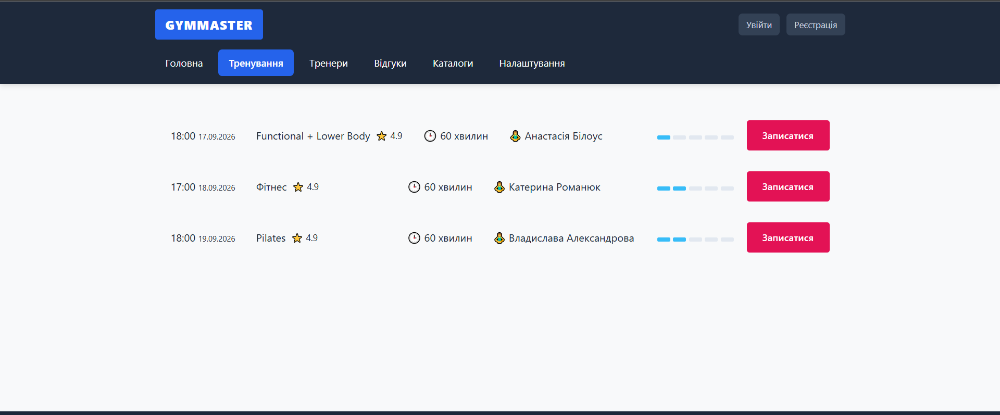 GYMMASTER
Увійти
Реєстрація
Головна Тренування Тренери Відгуки Каталоги Налаштування
18:00 17.09.2026 Functional + Lower Body 4.9 60 хвилин Анастасія Білоус Записатися
17:00 18.09.2026 Фітнес 4.9 60 хвилин Катерина Романюк Записатися
18:00 19.09.2026 Pilates 4.9 60 хвилин Владислава Александрова Записатися